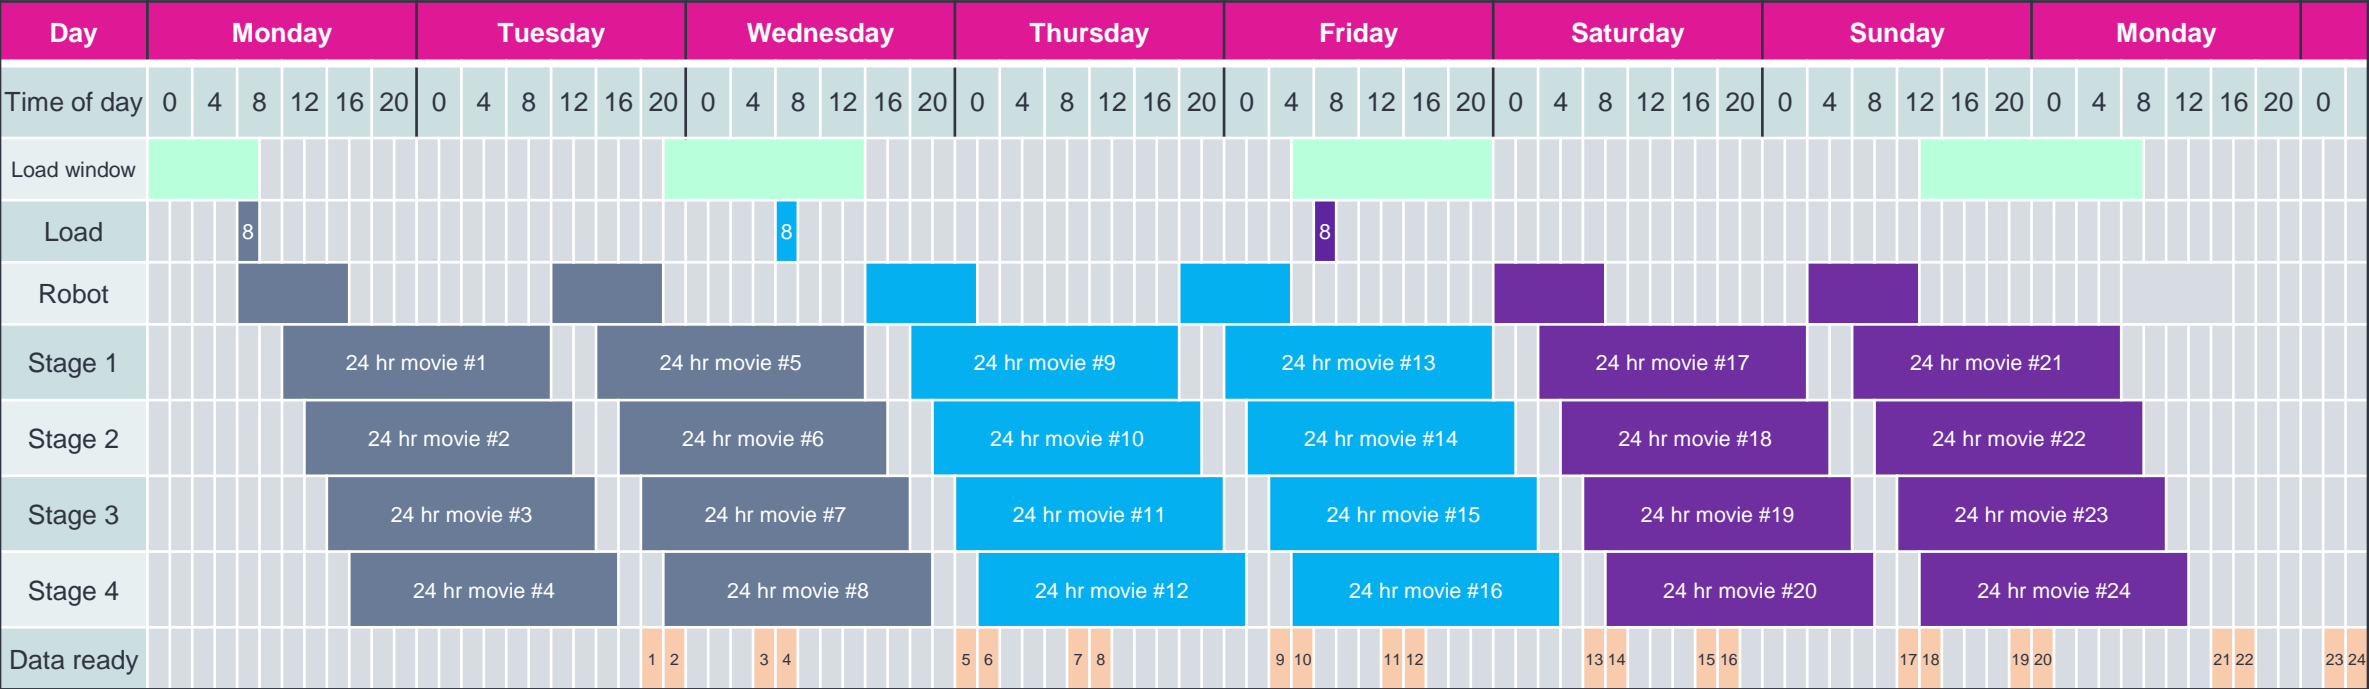 Day Monday Tuesday Wednesday Thursday Friday Saturday Sunday Monday
Time of day 0 4 8 12 16 20 0 4 8 12 16 20 0 4 8 12 16 20 0 4 8 12 16 20 0 4 8 12 16 20 0 4 8 12 16 20 0 4 8 12 16 20 0 4 8 12 16 20 0
Load window
Load 8 8 8
Robot
Stage 1 24 hr movie #1 24 hr movie #5 24 hr movie #9 24 hr movie #13 24 hr movie #17 24 hr movie #21
Stage 2 24 hr movie #2 24 hr movie #6 24 hr movie #10 24 hr movie #14 24 hr movie #18 24 hr movie #22
Stage 3 24 hr movie #3 24 hr movie #7 24 hr movie #11 24 hr movie #15 24 hr movie #19 24 hr movie #23
Stage 4 24 hr movie #4 24 hr movie #8 24 hr movie #12 24 hr movie #16 24 hr movie #20 24 hr movie #24
Data ready 1 2 3 4 5 6 7 8 9 10 11 12 13 14 15 16 17 18 19 20 21 22 23 24